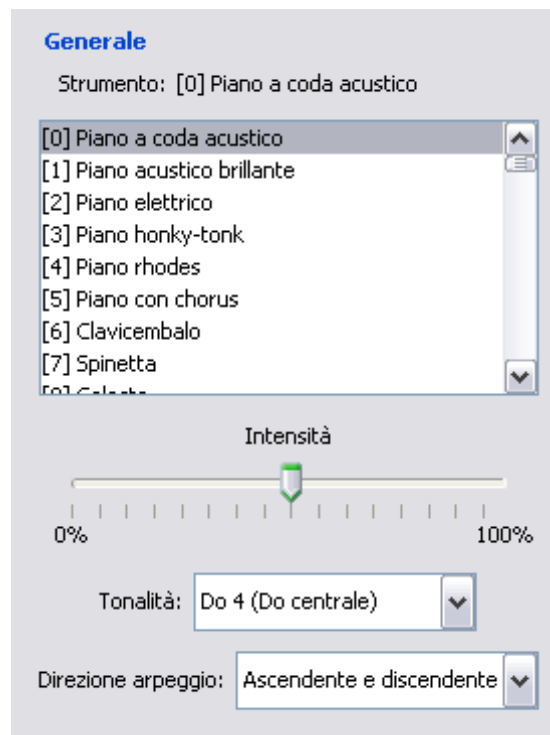 Generale
Strumento: [0] Piano a coda acustico
[0] Piano a coda acustico
[1] Piano acustico brillante
[2] Piano elettrico
[3] Piano honky-tonk
[4] Piano rhodes
[5] Piano con chorus
[6] Clavicembalo
[7] Spinetta
Intensità
0% 100%
Tonalità: Do 4 (Do centrale)
Direzione arpeggio: Ascendente e discendente